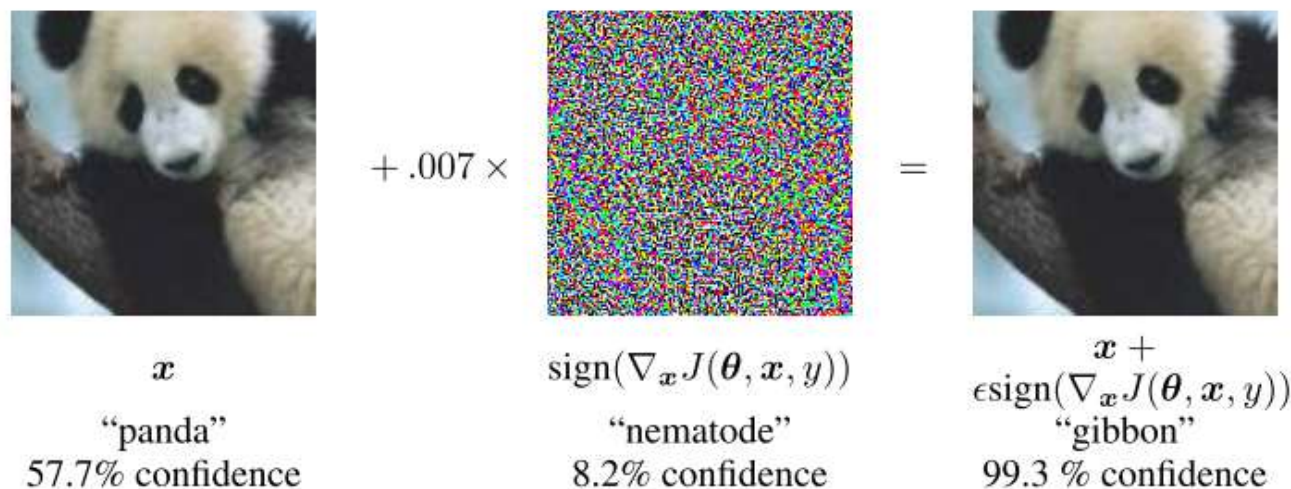 + .007 ×
=
x
sign(∇ₓJ(θ, x, y))
x +
ϵsign(∇ₓJ(θ, x, y))
“panda”
“nematode”
“gibbon”
57.7% confidence
8.2% confidence
99.3 % confidence